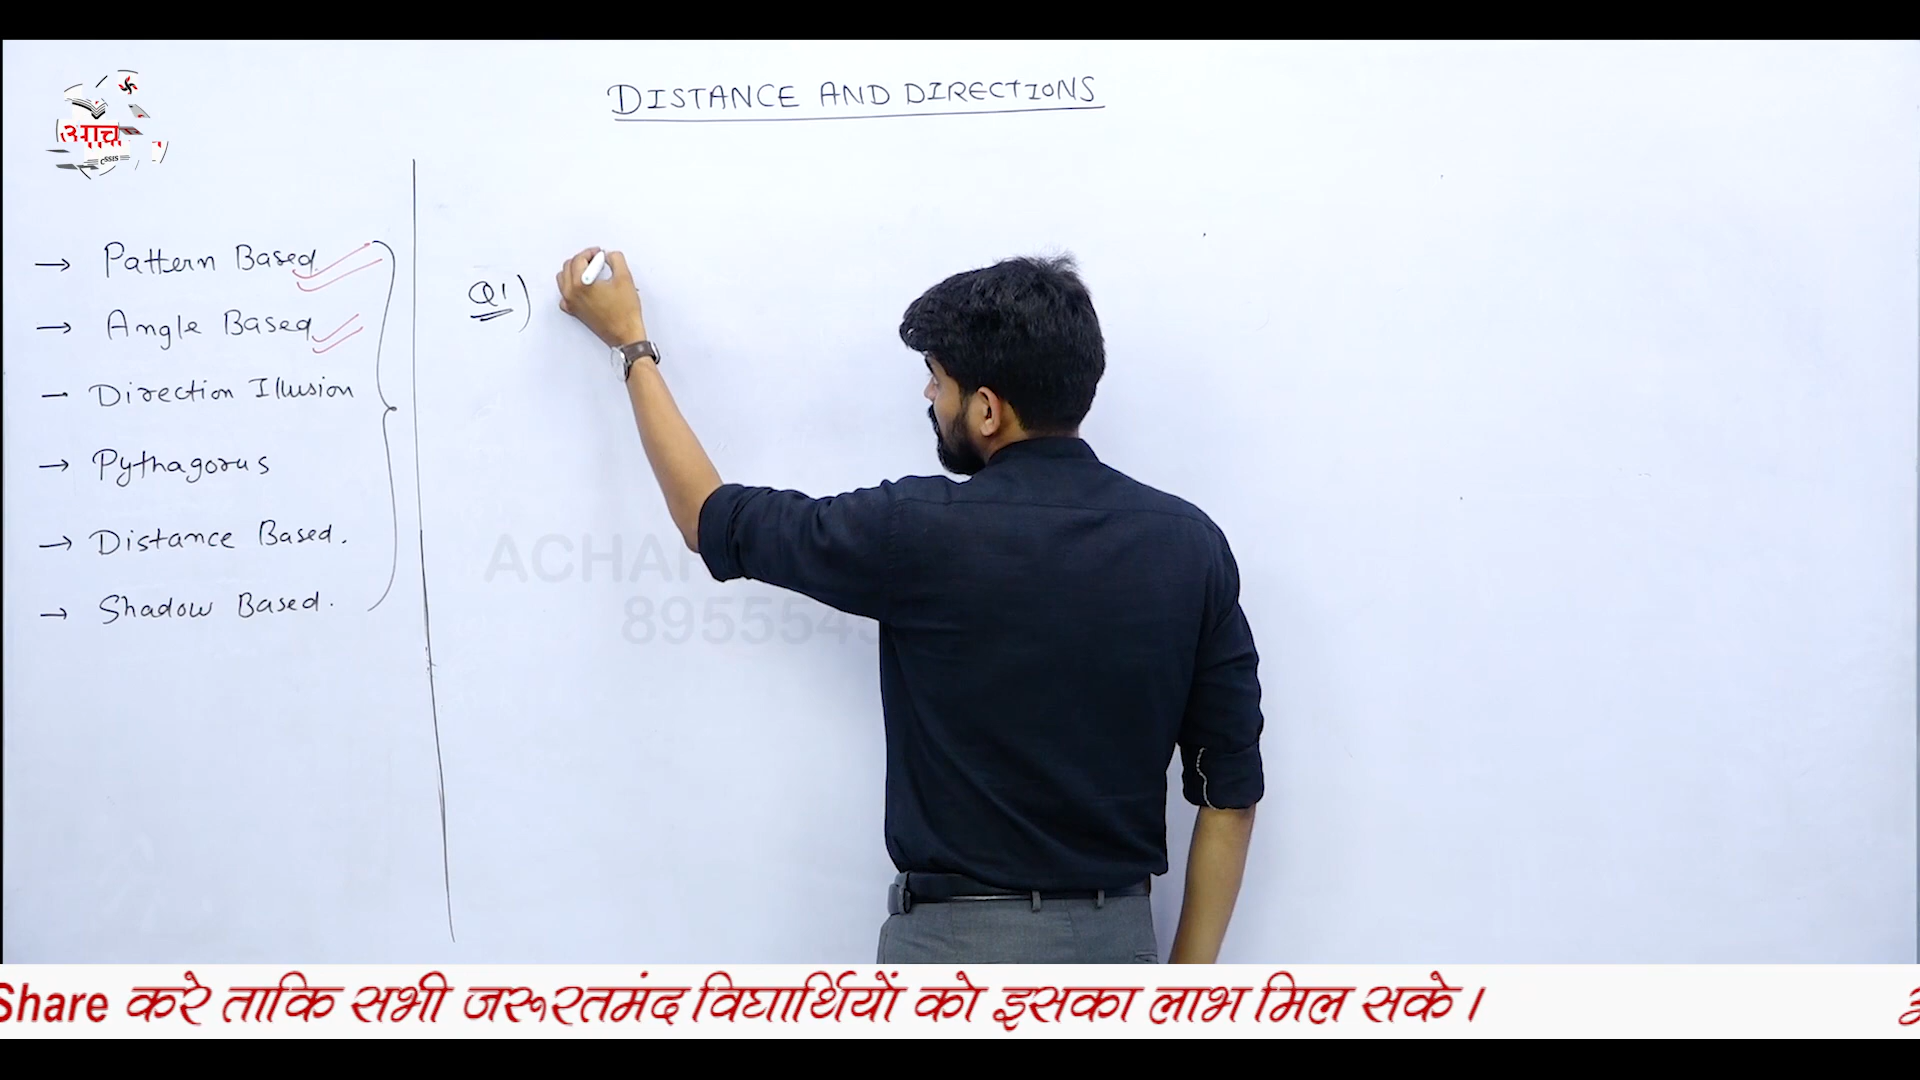 DISTANCE AND DIRECTIONS
→ Pattern Based
→ Angle Based
- Direction Illusion
→ Pythagorus
→ Distance Based.
→ Shadow Based.
Q1)
Share करे ताकि सभी जरूरतमंद विद्यार्थियों को इसका लाभ मिल सके।